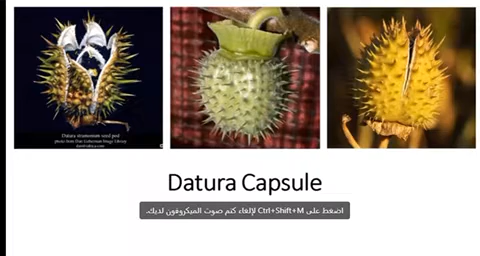 Datura stramonium seed pod
Datura Capsule
اضغط على Ctrl+Shift+M لإلغاء كتم صوت الميكروفون لديك.